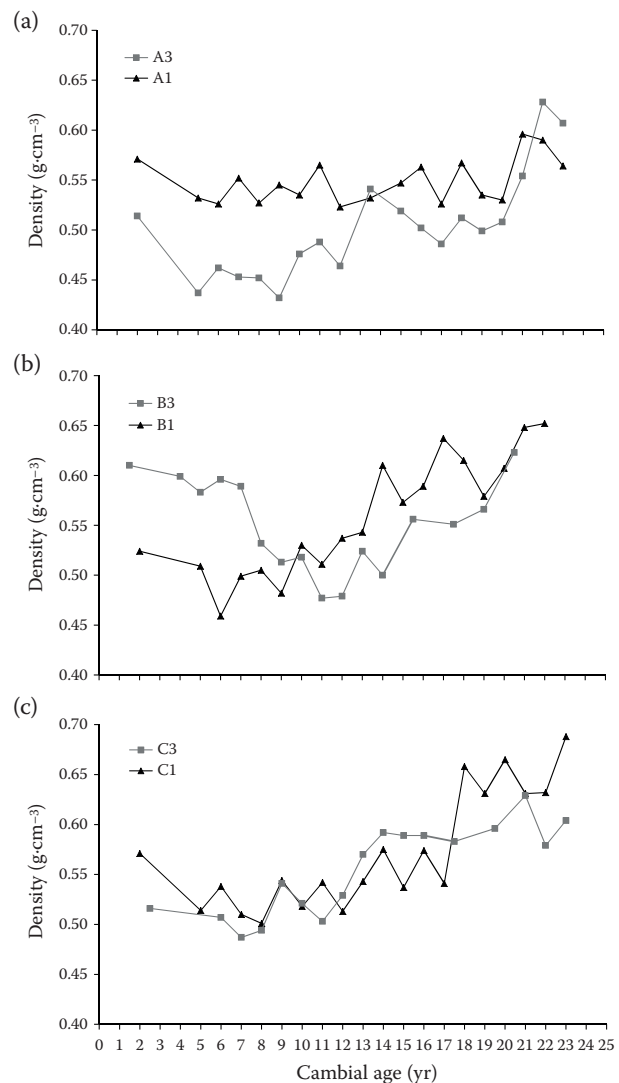 (a)
0.70
0.65
0.60
0.55
0.50
0.45
0.40
Density (g·cm⁻³)
A3
A1
(b)
0.70
0.65
0.60
0.55
0.50
0.45
0.40
Density (g·cm⁻³)
B3
B1
(c)
0.70
0.65
0.60
0.55
0.50
0.45
0.40
Density (g·cm⁻³)
C3
C1
0 1 2 3 4 5 6 7 8 9 10 11 12 13 14 15 16 17 18 19 20 21 22 23 24 25
Cambial age (yr)